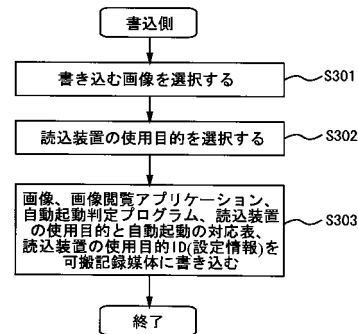 書込側
書き込む画像を選択する
S301
読込装置の使用目的を選択する
S302
画像、画像閲覧アプリケーション、
自動起動判定プログラム、読込装置
の使用目的と自動起動の対応表、
読込装置の使用目的ID(設定情報)を
可搬記録媒体に書き込む
S303
終了